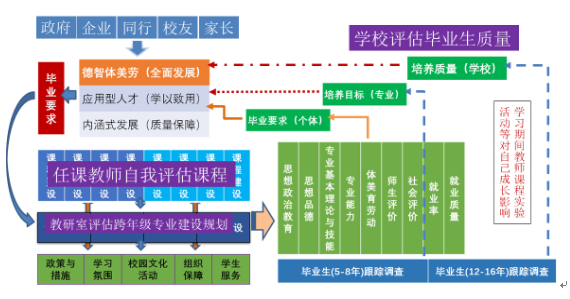 政府 企业 同行 校友 家长
学校评估毕业生质量
毕业要求
德智体美劳（全面发展）
应用型人才（学以致用）
内涵式发展（质量保障）
培养质量（学校）
培养目标（专业）
毕业要求（个体）
学习期间教师课程实验
活动等对自己成长影响
任课教师自我评估课程
教研室评估跨年级专业建设规划
设
思想政治教育
思想品德
专业基本理论与技能
专业能力
体美育劳动
师生评价
社会评价
就业率
就业质量
政策与措施
学习氛围
校园文化活动
组织保障
学生服务
毕业生(5-8年)跟踪调查
毕业生(12-16年)跟踪调查